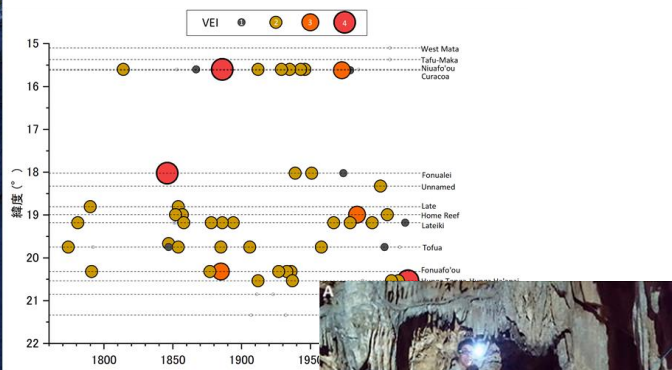 VEI 1 2 3 4
15
16
17
18
19
20
21
22
緯度 (°)
1800
1850
1900
West Mata
Tafu-Maka
Niuafo'ou
Curacoa
Fonualei
Unnamed
Late
Home Reef
Lateiki
Tofua
Fonuafo'ou
A